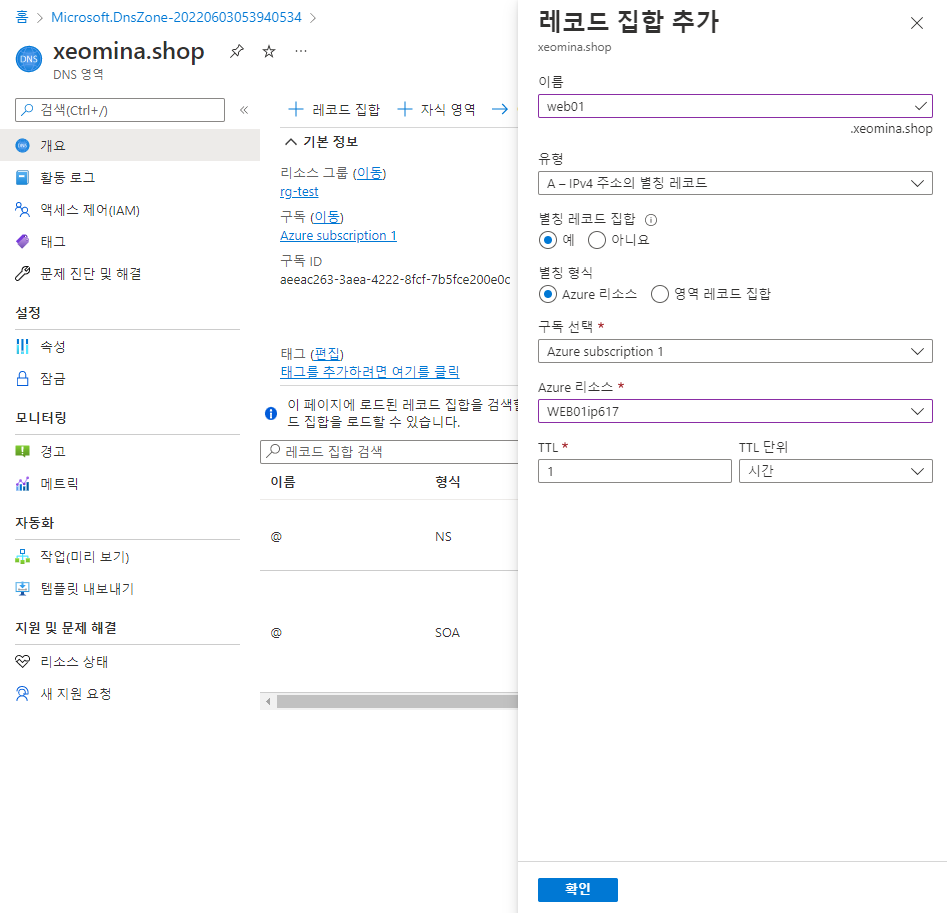 홈 > Microsoft.DnsZone-20220603053940534 >
DNS
xeomina.shop
DNS 영역
검색(Ctrl+/)
«
DNS
개요
활동 로그
액세스 제어(IAM)
태그
문제 진단 및 해결
설정
속성
잠금
모니터링
경고
메트릭
자동화
작업(미리 보기)
템플릿 내보내기
지원 및 문제 해결
리소스 상태
새 지원 요청
레코드 집합
자식 영역
기본 정보
리소스 그룹 (이동)
rg-test
구독 (이동)
Azure subscription 1
구독 ID
aeeac263-3aea-4222-8fcf-7b5fce200e0c
태그 (편집)
태그를 추가하려면 여기를 클릭
이 페이지에 로드된 레코드 집합을 검색할
드 집합을 로드할 수 있습니다.
레코드 집합 검색
이름 형식
@ NS
@ SOA
레코드 집합 추가
xeomina.shop
이름
web01
.xeomina.shop
유형
A – IPv4 주소의 별칭 레코드
별칭 레코드 집합
예 아니요
별칭 형식
Azure 리소스 영역 레코드 집합
구독 선택 *
Azure subscription 1
Azure 리소스 *
WEB01ip617
TTL * TTL 단위
1 시간
확인